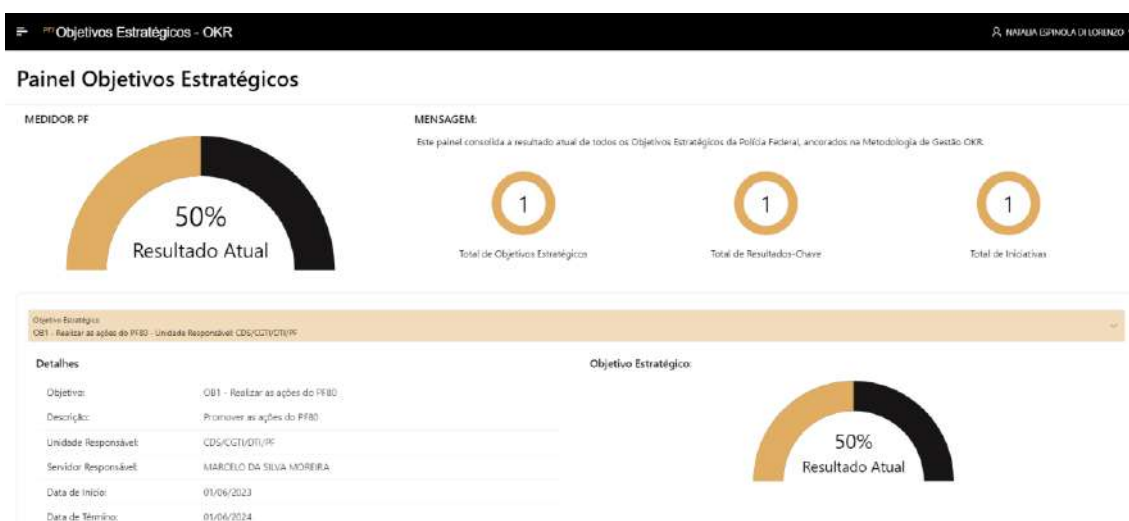 Objetivos Estratégicos - OKR
NATALIA ESPINOLA DI LORENZO
Painel Objetivos Estratégicos
MEDIDOR PF
50%
Resultado Atual
MENSAGEM:
Este painel consolida a resultado atual de todos os Objetivos Estratégicos da Polícia Federal, ancorados na Metodologia de Gestão OKR.
1
Total de Objetivos Estratégicos
1
Total de Resultados-Chave
1
Total de Iniciativas
Objetivo Estratégico
OB1 - Realizar as ações do PF80 - Unidade Responsável: CDS/CGTI/DTI/PF
Detalhes
Objetivo: OB1 - Realizar as ações do PF80
Descrição: Promover as ações do PF80
Unidade Responsável: CDS/CGTI/DTI/PF
Servidor Responsável: MARCELO DA SILVA MOREIRA
Data de Início: 01/06/2023
Data de Término: 01/06/2024
Objetivo Estratégico:
50%
Resultado Atual